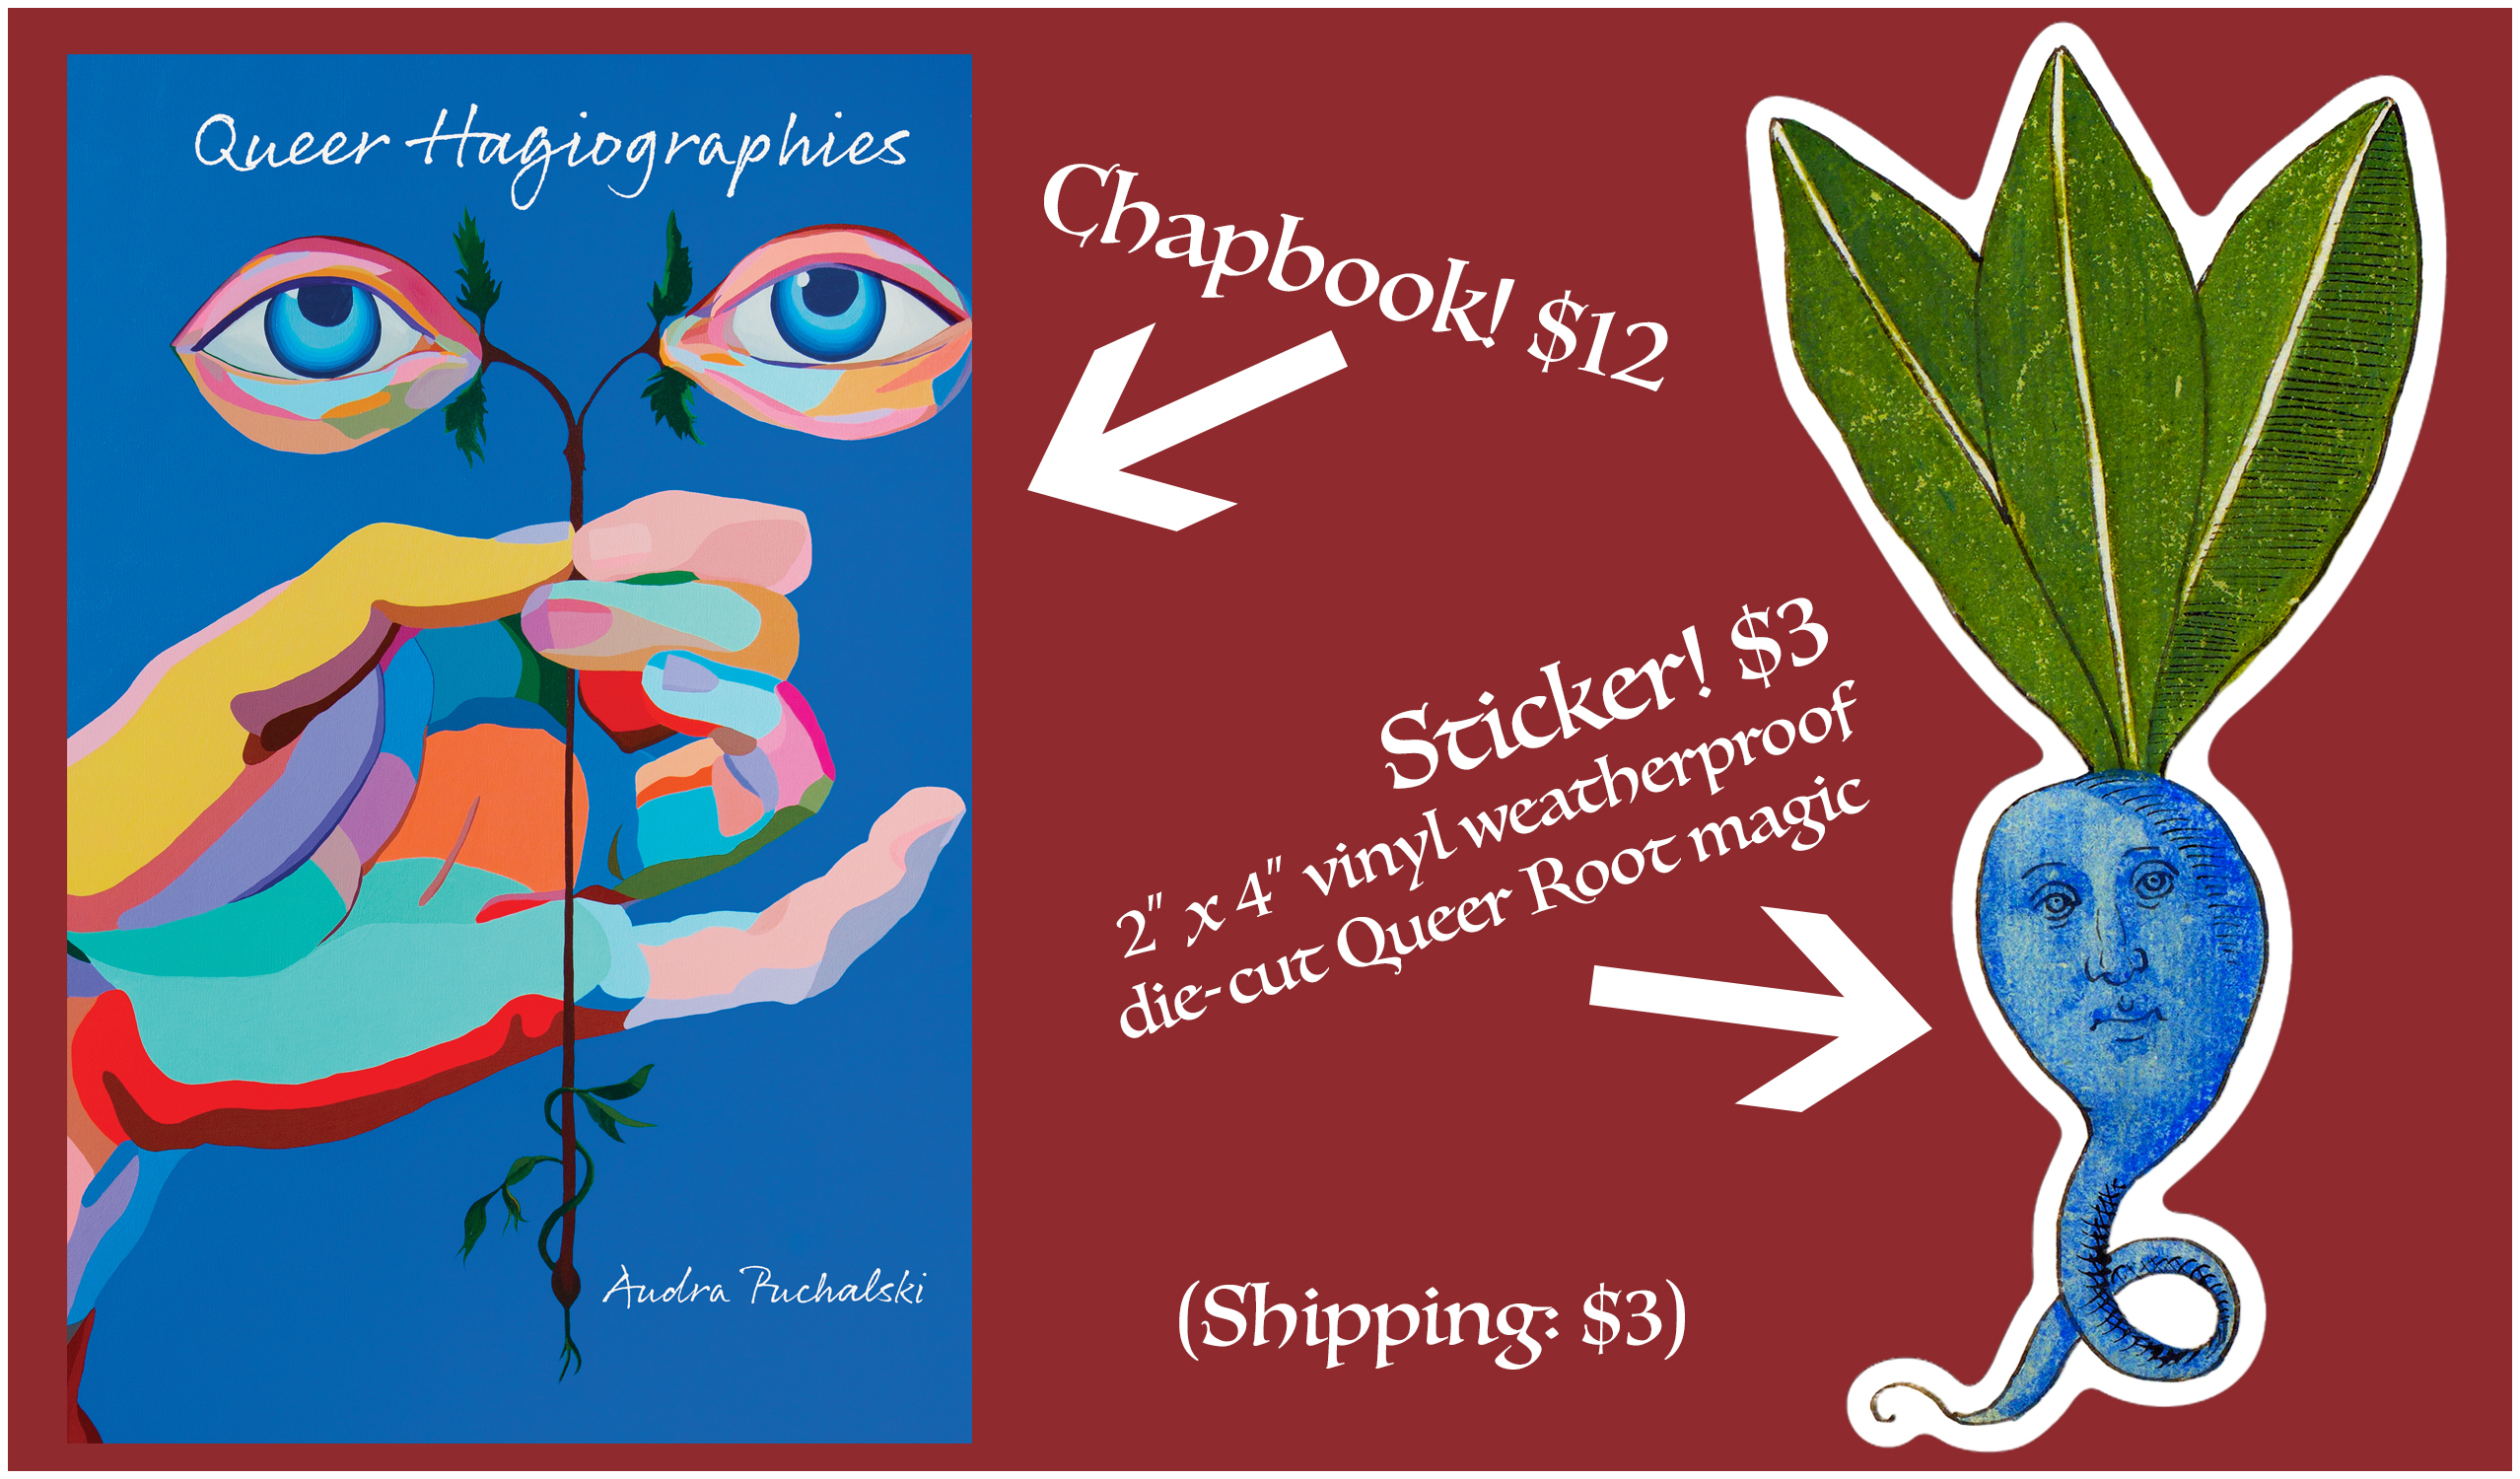 Queer Hagiographies
Audra Puchalski
Chapbook! $12
Sticker! $3
2" x 4" vinyl weatherproof
die-cut Queer Root magic
(Shipping: $3)